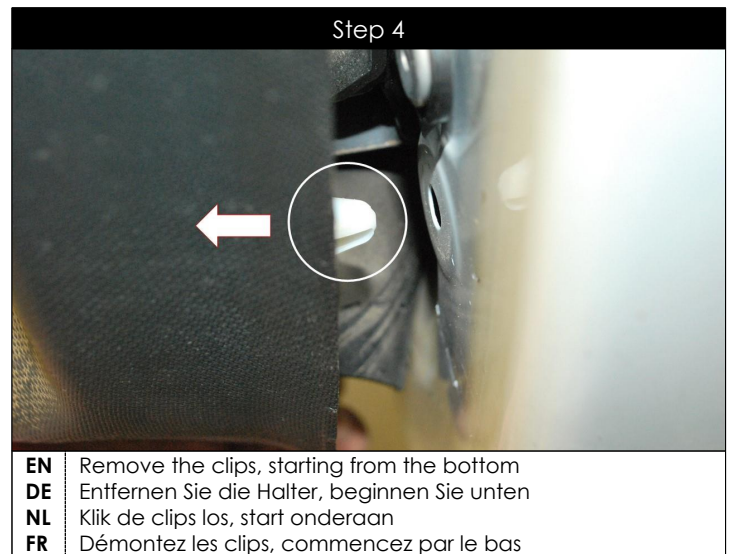 Step 4
EN Remove the clips, starting from the bottom
DE Entfernen Sie die Halter, beginnen Sie unten
NL Klik de clips los, start onderaan
FR Démontez les clips, commencez par le bas